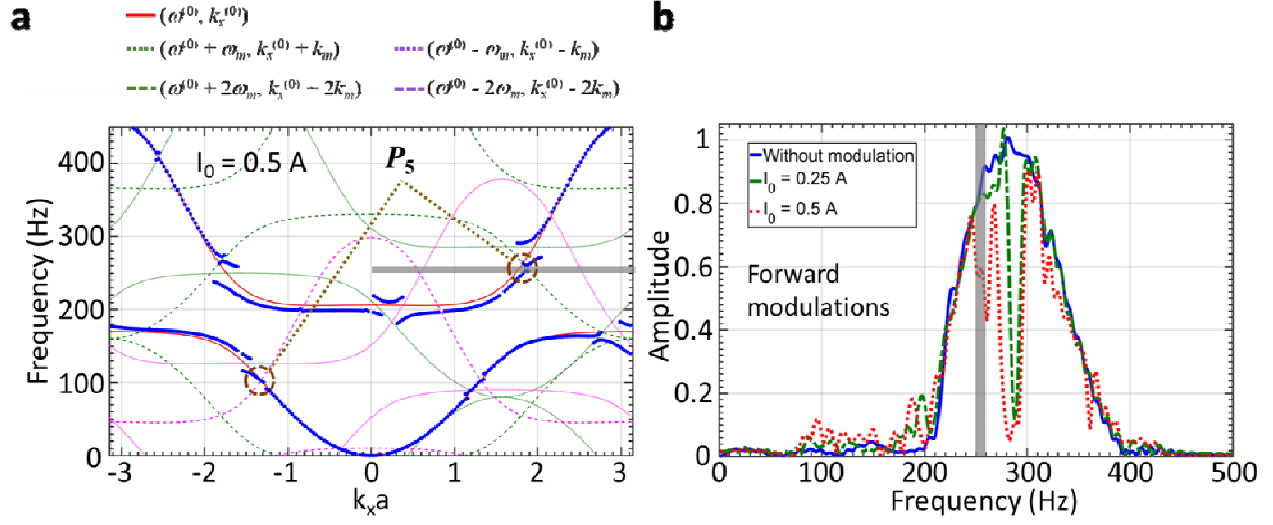 a
(ω⁽⁰⁾, kₓ⁽⁰⁾)
(ω⁽⁰⁾ + ωₘ, kₓ⁽⁰⁾ + kₘ)
(ω⁽⁰⁾ - ωₘ, kₓ⁽⁰⁾ - kₘ)
(ω⁽⁰⁾ + 2ωₘ, kₓ⁽⁰⁾ - 2kₘ)
(ω⁽⁰⁾ - 2ωₘ, kₓ⁽⁰⁾ - 2kₘ)
I₀ = 0.5 A
P₅
400
300
200
100
0
Frequency (Hz)
-3 -2 -1 0 1 2 3
kₓa
b
1
0.8
0.6
0.4
0.2
0
Amplitude
Without modulation
I₀ = 0.25 A
I₀ = 0.5 A
Forward
modulations
0 100 200 300 400 500
Frequency (Hz)